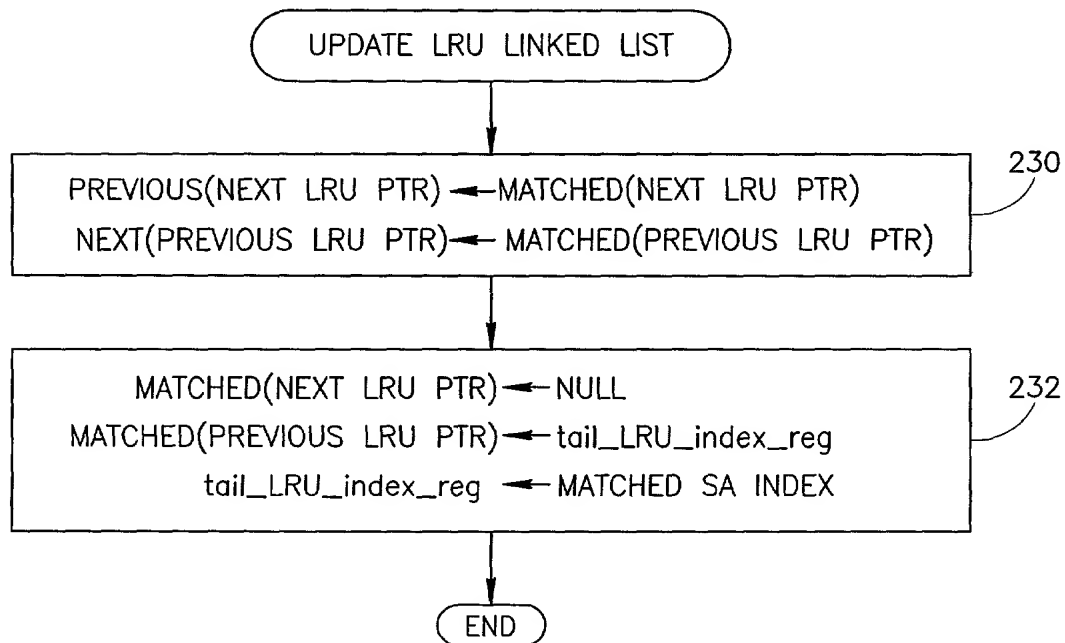 UPDATE LRU LINKED LIST
PREVIOUS(NEXT LRU PTR) ← MATCHED(NEXT LRU PTR)
NEXT(PREVIOUS LRU PTR) ← MATCHED(PREVIOUS LRU PTR)
230
MATCHED(NEXT LRU PTR) ← NULL
MATCHED(PREVIOUS LRU PTR) ← tail_LRU_index_reg
tail_LRU_index_reg ← MATCHED SA INDEX
232
END